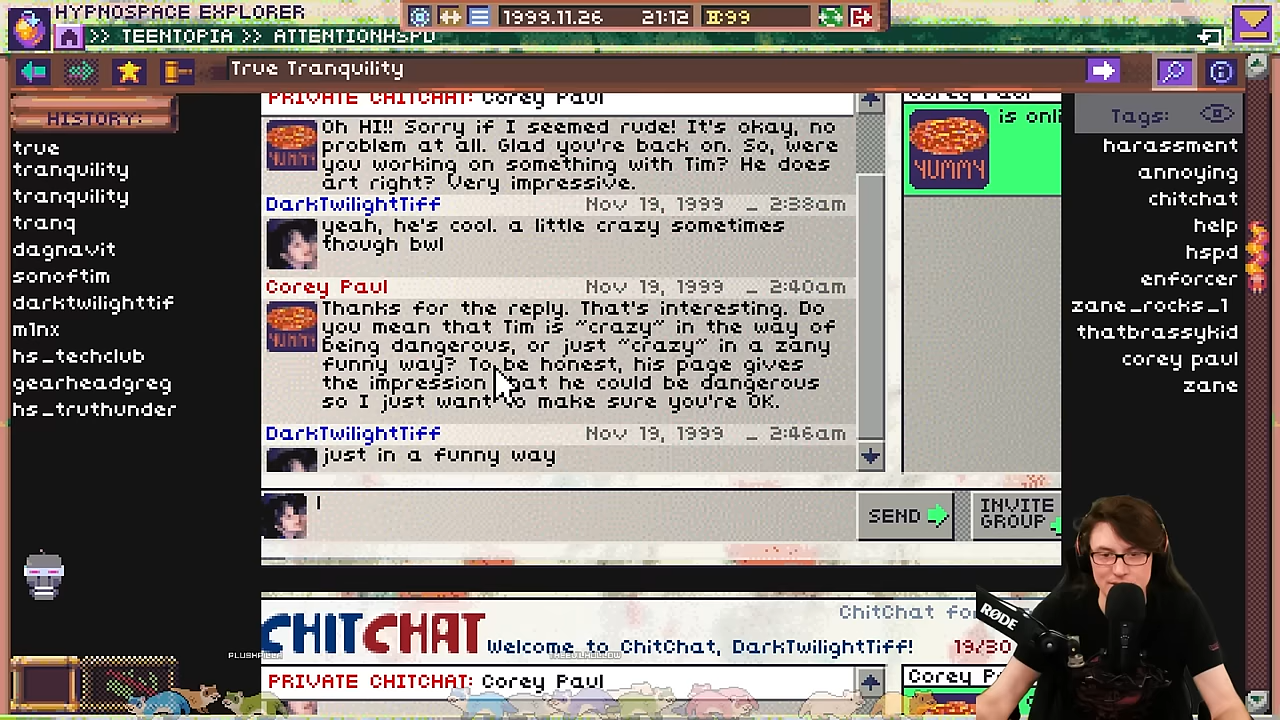 HYPNOSPACE EXPLORER
1999.11.26 21:12 99
>> TEENTOPIA >> ATTENTIONHSPD
True Tranquility
HISTORY:
true
tranquility
tranquility
tranq
dagnavit
sonoftim
darktwilighttif
m1nx
hs_techclub
gearheadgreg
hs_truthunder
PRIVATE CHITCHAT: Corey Paul
YUMMY
Oh HI!! Sorry if I seemed rude! It's okay, no
problem at all. Glad you're back on. So, were
you working on something with Tim? He does
art right? Very impressive.
DarkTwilightTiff Nov 19, 1999 _ 2:38am
yeah, he's cool. a little crazy sometimes
though bwl
Corey Paul Nov 19, 1999 _ 2:40am
YUMMY
Thanks for the reply. That's interesting. Do
you mean that Tim is "crazy" in the way of
being dangerous, or just "crazy" in a zany
funny way? To be honest, his page gives
the impression that he could be dangerous
so I just want to make sure you're OK.
DarkTwilightTiff Nov 19, 1999 _ 2:46am
just in a funny way
SEND
INVITE
GROUP
Corey Paul
is onli
YUMMY
Tags:
harassment
annoying
chitchat
help
hspd
enforcer
zane_rocks_1
thatbrassykid
corey paul
zane
CHITCHAT
ChitChat fo
Welcome to ChitChat, DarkTwilightTiff! 19/30
PRIVATE CHITCHAT: Corey Paul
Corey P
RØDE